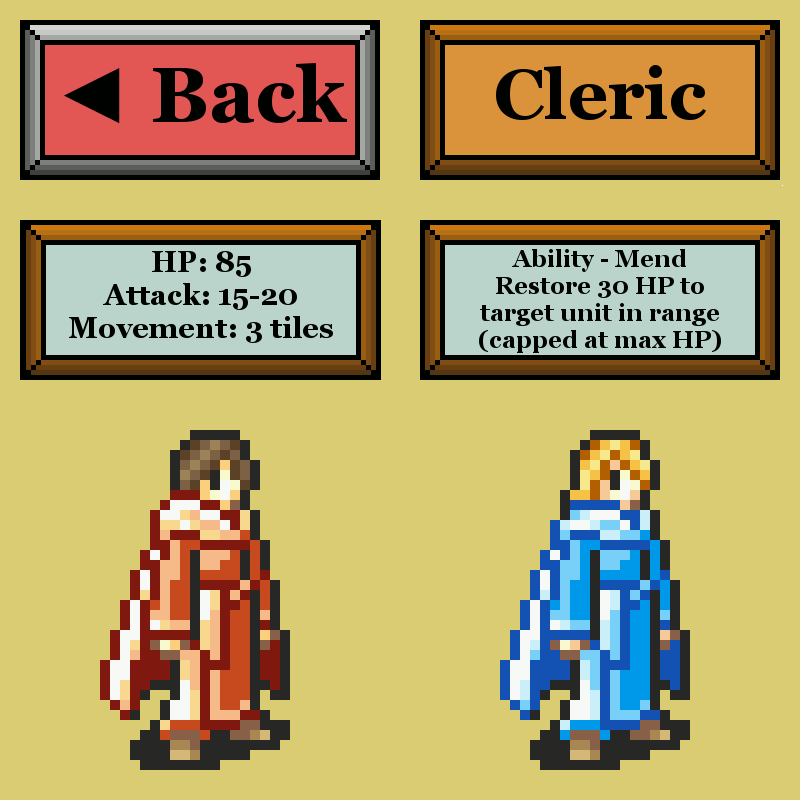 ◀ Back
Cleric
HP: 85
Attack: 15-20
Movement: 3 tiles
Ability - Mend
Restore 30 HP to
target unit in range
(capped at max HP)